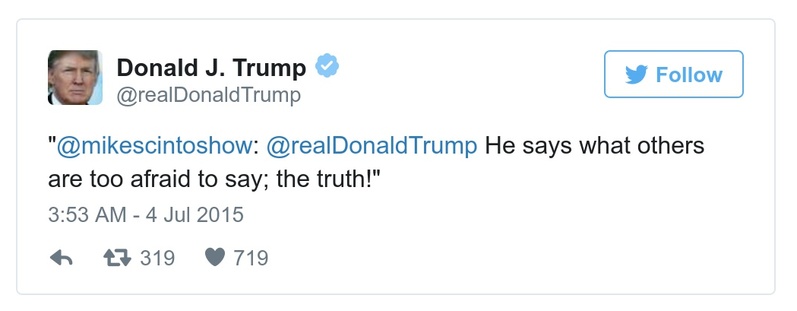 Donald J. Trump
@realDonaldTrump
Follow
"@mikescintoshow: @realDonaldTrump He says what others
are too afraid to say; the truth!"
3:53 AM - 4 Jul 2015
319 719